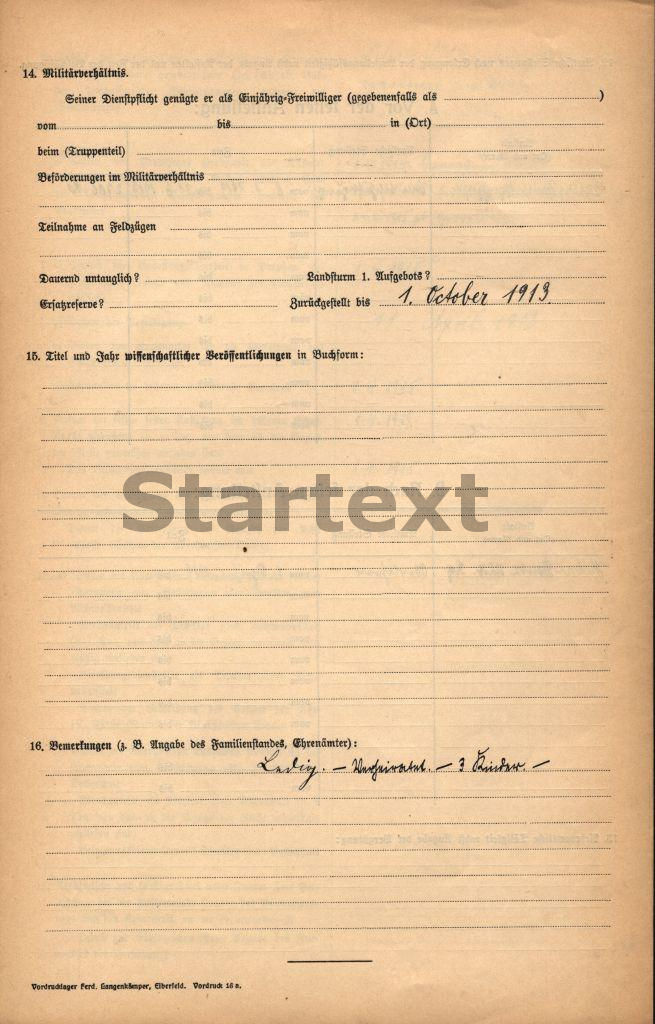 14. Militärverhältnis.
Seiner Dienstpflicht genügte er als Einjährig-Freiwilliger (gegebenenfalls als )
vom bis in (Ort)
beim (Truppenteil)
Beförderungen im Militärverhältnis
Teilnahme an Feldzügen
Dauernd untauglich? Landsturm 1. Aufgebots?
Ersatzreserve? Zurückgestellt bis 1. October 1913.
15. Titel und Jahr wissenschaftlicher Veröffentlichungen in Buchform:
Startext
16. Bemerkungen (z. B. Angabe des Familienstandes, Ehrenämter):
Ledig. — Verheiratet. — 3 Kinder. —
Vordrucklager Ferd. Langenkämper, Elberfeld. Vordruck 16 a.